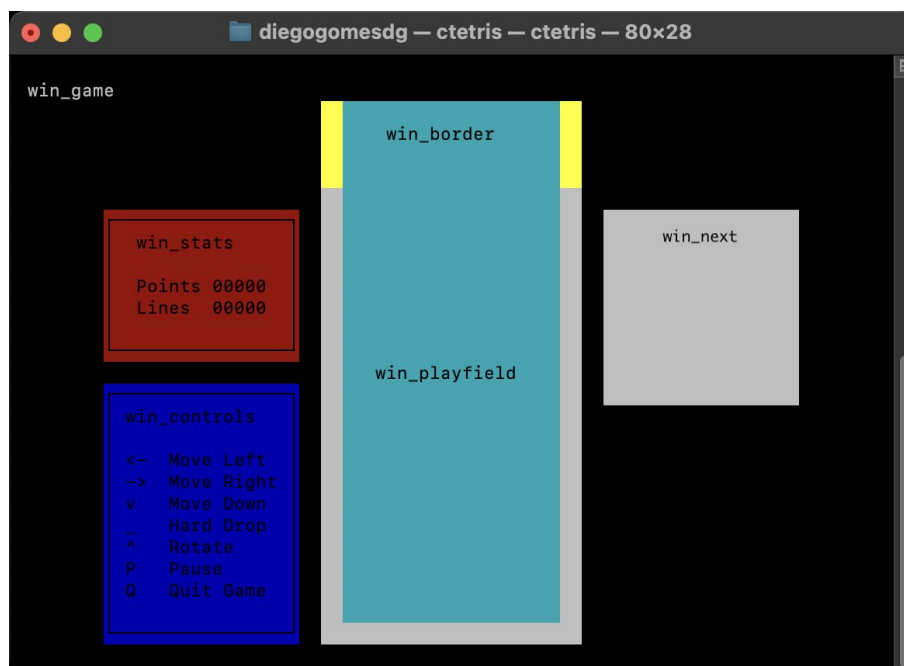 diegogomesdg — ctetris — ctetris — 80×28
win_game
win_border
win_stats
Points 00000
Lines  00000
win_next
win_playfield
win_controls
<-  Move Left
->  Move Right
v   Move Down
_   Hard Drop
^   Rotate
P   Pause
Q   Quit Game